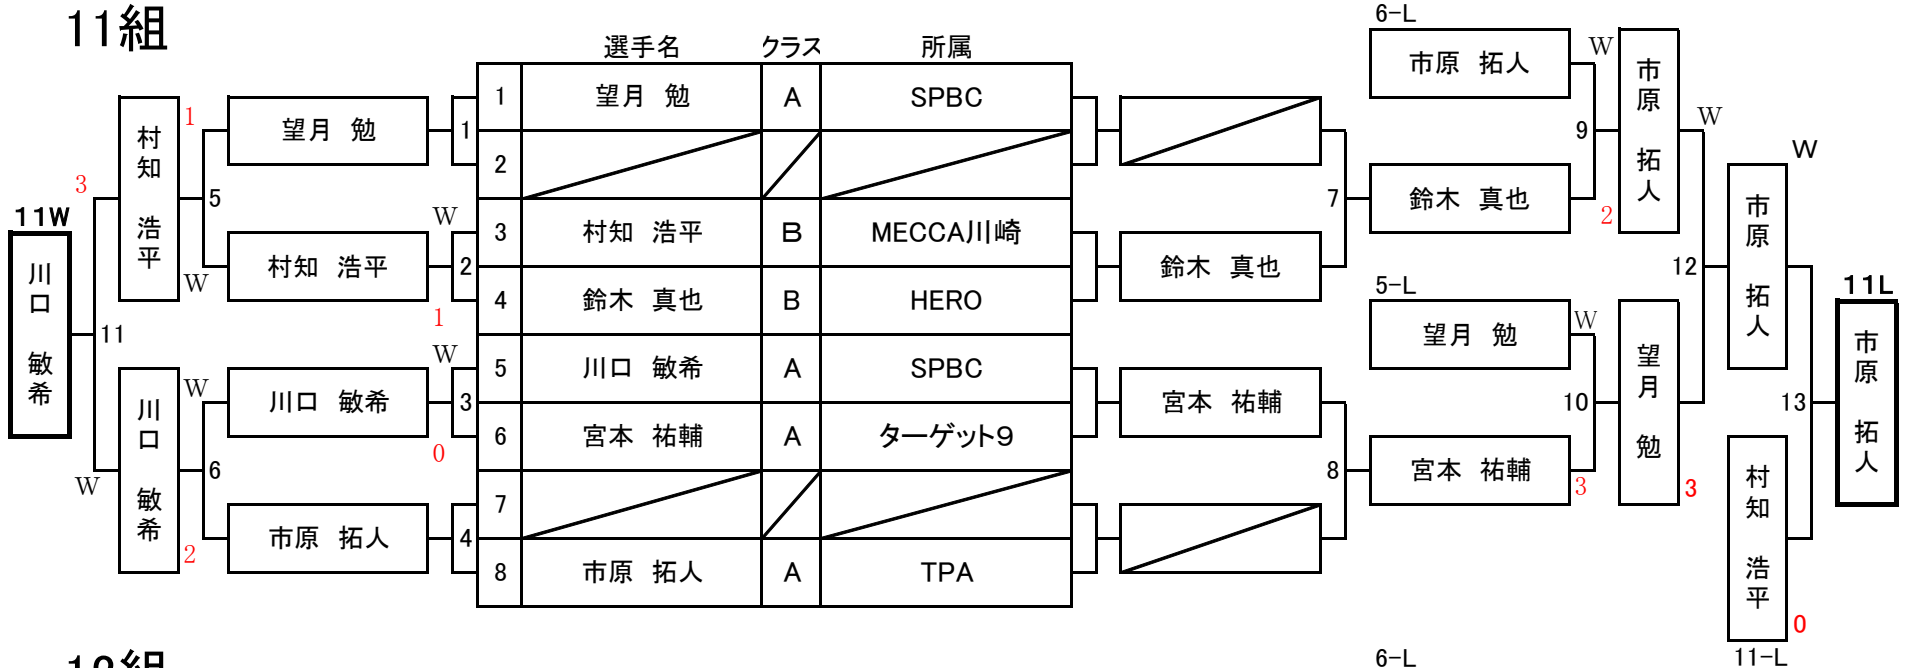 11組
選手名 クラス 所属
1 望月 勉 A SPBC
2
3 村知 浩平 B MECCA川崎
4 鈴木 真也 B HERO
5 川口 敏希 A SPBC
6 宮本 祐輔 A ターゲット9
7
8 市原 拓人 A TPA
11W
川口 敏希
3
11
W
村知 浩平
1
5
W
川口 敏希
W
6
2
望月 勉
1
村知 浩平
W
2
1
川口 敏希
W
3
0
市原 拓人
4
鈴木 真也
7
宮本 祐輔
8
6-L
市原 拓人
W
9
鈴木 真也
2
5-L
望月 勉
W
10
宮本 祐輔
3
市原 拓人
W
12
望月 勉
3
市原 拓人
W
13
村知 浩平
0
11-L
11L
市原 拓人
6-L